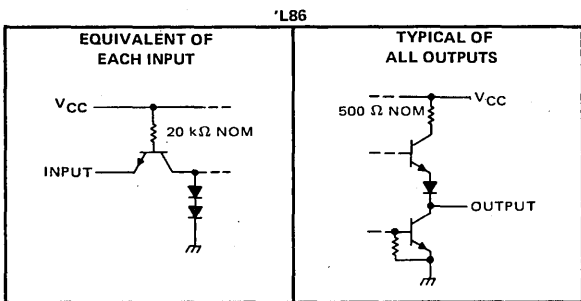 'L86
EQUIVALENT OF
EACH INPUT
VCC
20 kΩ NOM
INPUT
TYPICAL OF
ALL OUTPUTS
VCC
500 Ω NOM
OUTPUT